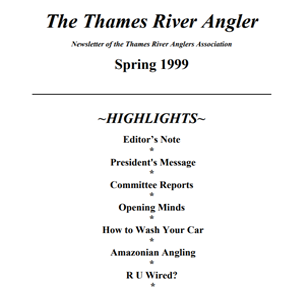 The Thames River Angler
Newsletter of the Thames River Anglers Association
Spring 1999
~HIGHLIGHTS~
Editor's Note
*
President's Message
*
Committee Reports
*
Opening Minds
*
How to Wash Your Car
*
Amazonian Angling
*
R U Wired?
*